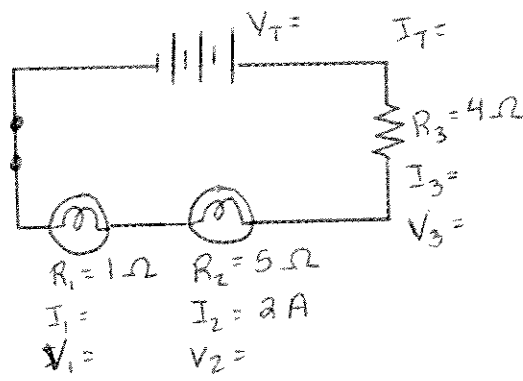 V_T =
I_T =
R_3 = 4 Ω
I_3 =
V_3 =
R_1 = 1 Ω
I_1 =
V_1 =
R_2 = 5 Ω
I_2 = 2 A
V_2 =